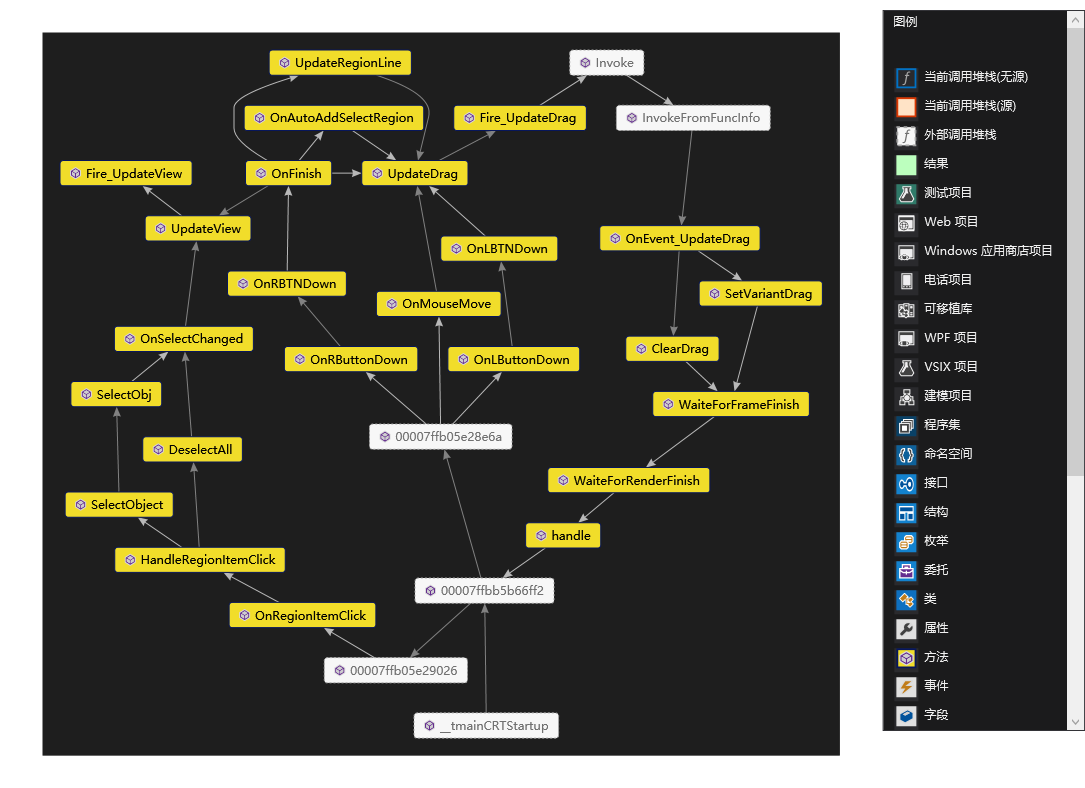 UpdateRegionLine
Invoke
OnAutoAddSelectRegion
Fire_UpdateDrag
InvokeFromFuncInfo
Fire_UpdateView
OnFinish
UpdateDrag
UpdateView
OnLBTNDown
OnEvent_UpdateDrag
OnRBTNDown
SetVariantDrag
OnMouseMove
OnSelectChanged
ClearDrag
OnRButtonDown
OnLButtonDown
SelectObj
WaiteForFrameFinish
00007ffb05e28e6a
DeselectAll
WaiteForRenderFinish
SelectObject
handle
HandleRegionItemClick
00007ffbb5b66ff2
OnRegionItemClick
00007ffb05e29026
__tmainCRTStartup
图例
当前调用堆栈(无源)
当前调用堆栈(源)
外部调用堆栈
结果
测试项目
Web 项目
Windows 应用商店项目
电话项目
可移植库
WPF 项目
VSIX 项目
建模项目
程序集
命名空间
接口
结构
枚举
委托
类
属性
方法
事件
字段